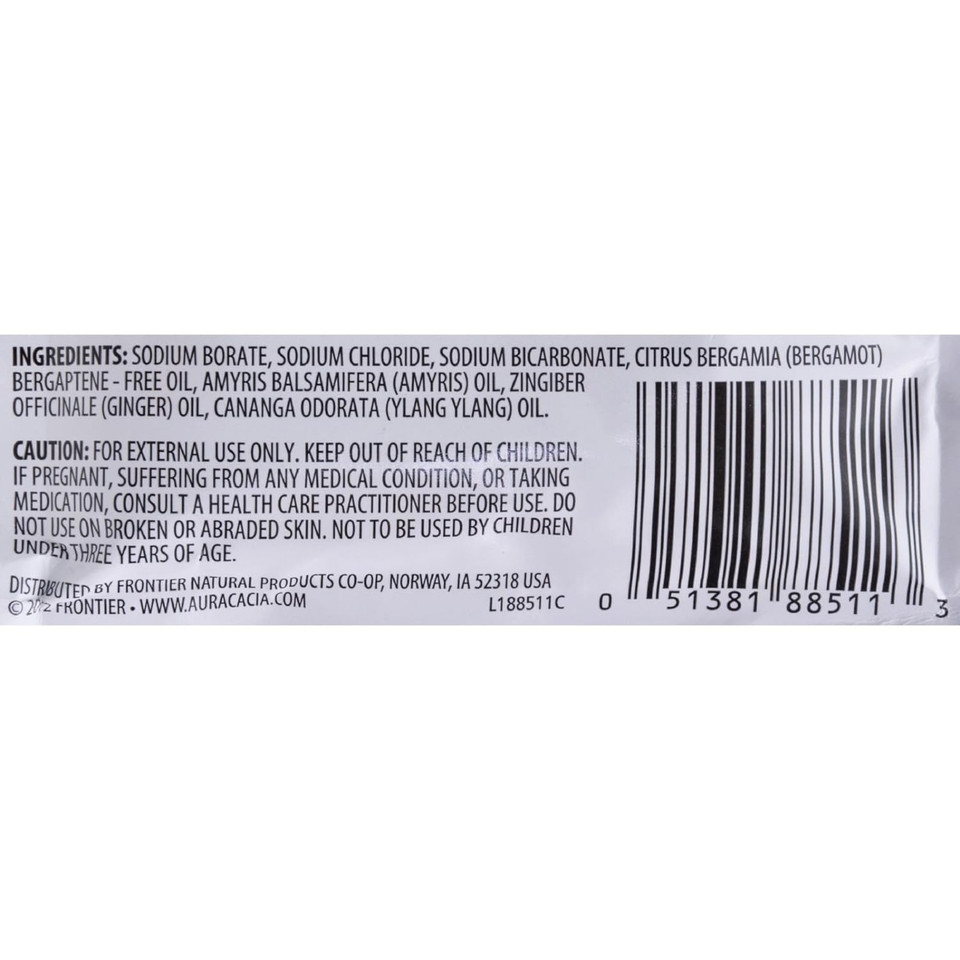 INGREDIENTS: SODIUM BORATE, SODIUM CHLORIDE, SODIUM BICARBONATE, CITRUS BERGAMIA (BERGAMOT)
BERGAPTENE - FREE OIL, AMYRIS BALSAMIFERA (AMYRIS) OIL, ZINGIBER
OFFICINALE (GINGER) OIL, CANANGA ODORATA (YLANG YLANG) OIL.
CAUTION: FOR EXTERNAL USE ONLY. KEEP OUT OF REACH OF CHILDREN.
IF PREGNANT, SUFFERING FROM ANY MEDICAL CONDITION, OR TAKING
MEDICATION, CONSULT A HEALTH CARE PRACTITIONER BEFORE USE. DO
NOT USE ON BROKEN OR ABRADED SKIN. NOT TO BE USED BY CHILDREN
UNDER THREE YEARS OF AGE.
DISTRIBUTED BY FRONTIER NATURAL PRODUCTS CO-OP, NORWAY, IA 52318 USA
© FRONTIER • WWW.AURACACIA.COM L188511C
0 51381 88511 3